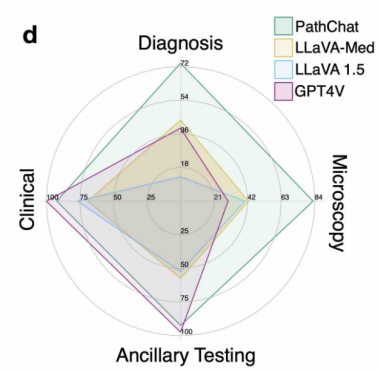 d
PathChat
LLaVA-Med
LLaVA 1.5
GPT4V
Diagnosis
72
54
36
18
Clinical
100 75 50 25
21 42 63 84
Microscopy
25
50
75
100
Ancillary Testing